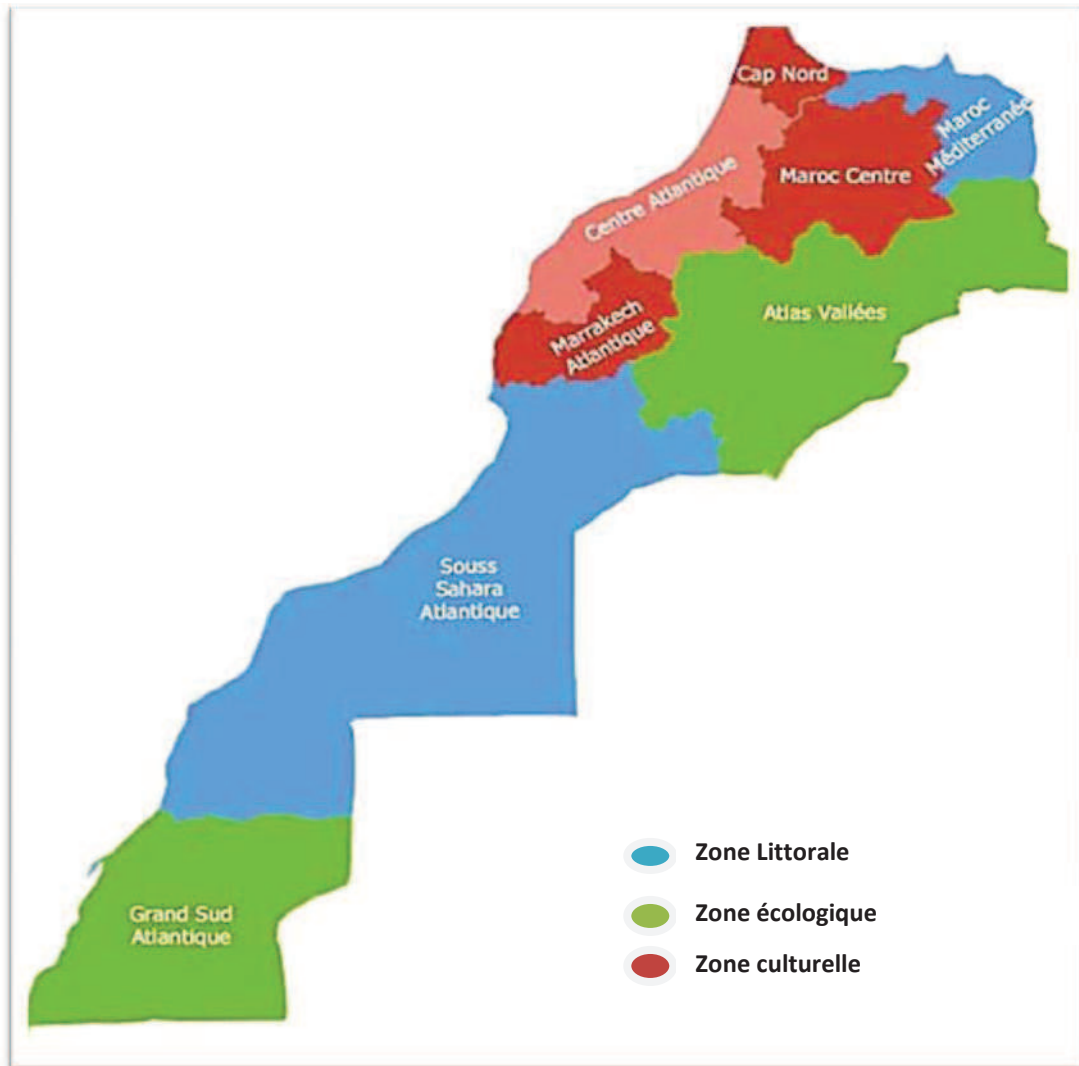 Cap Nord
Maroc
Méditerranée
Centre Atlantique
Maroc Centre
Marrakech
Atlantique
Atlas Vallées
Souss
Sahara
Atlantique
Zone Littorale
Zone écologique
Zone culturelle
Grand Sud
Atlantique